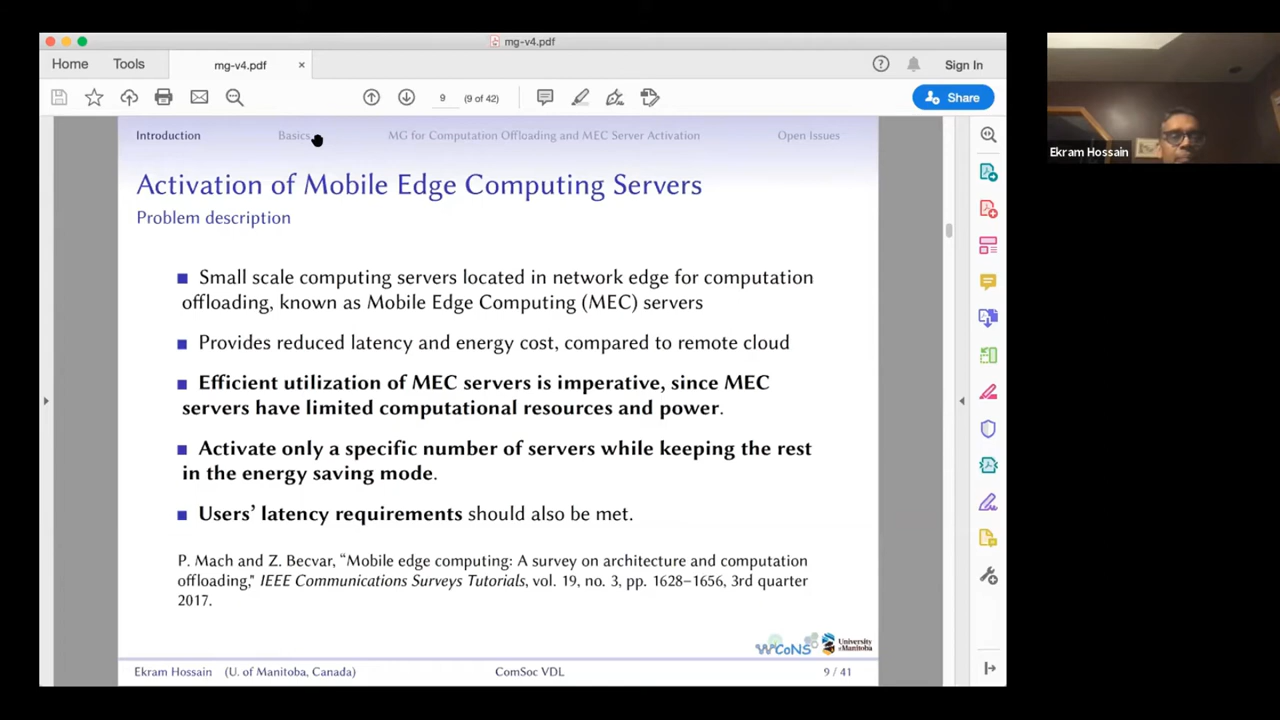 mg-v4.pdf
Home
Tools
mg-v4.pdf
×
Sign In
9
(9 of 42)
Share
Introduction
Basics
MG for Computation Offloading and MEC Server Activation
Open Issues
Activation of Mobile Edge Computing Servers
Problem description
Small scale computing servers located in network edge for computation
offloading, known as Mobile Edge Computing (MEC) servers
Provides reduced latency and energy cost, compared to remote cloud
Efficient utilization of MEC servers is imperative, since MEC
servers have limited computational resources and power.
Activate only a specific number of servers while keeping the rest
in the energy saving mode.
Users’ latency requirements should also be met.
P. Mach and Z. Becvar, “Mobile edge computing: A survey on architecture and computation
offloading,” IEEE Communications Surveys Tutorials, vol. 19, no. 3, pp. 1628–1656, 3rd quarter
2017.
WCoNS
University
of Manitoba
Ekram Hossain (U. of Manitoba, Canada)
ComSoc VDL
9 / 41
Ekram Hossain